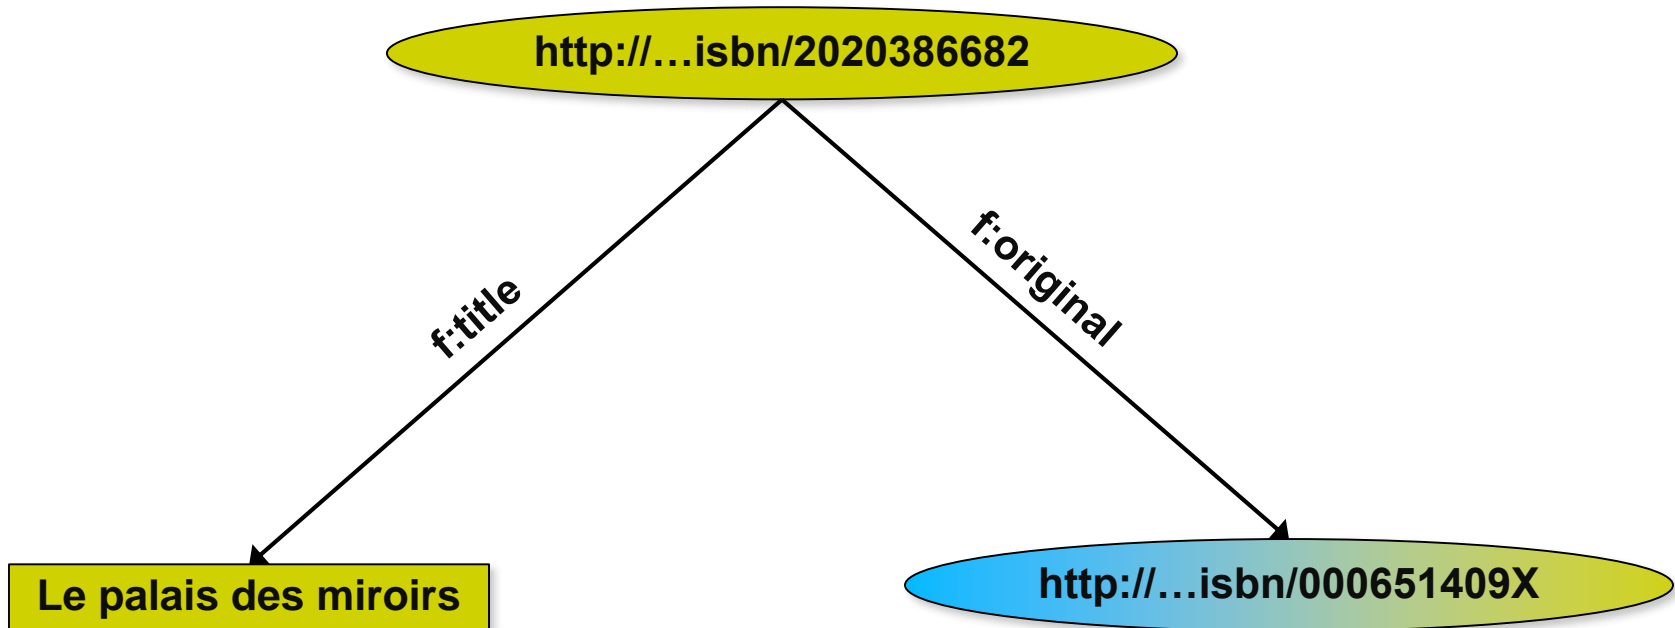 http://…isbn/2020386682
f:title
f:original
Le palais des miroirs
http://…isbn/000651409X